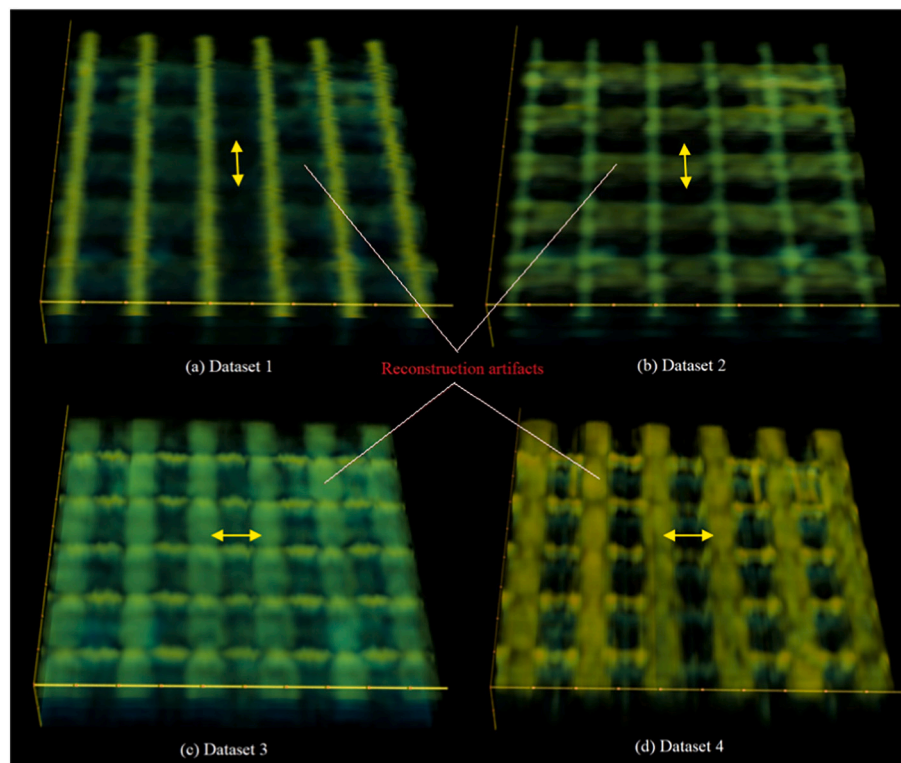 (a) Dataset 1
(b) Dataset 2
Reconstruction artifacts
(c) Dataset 3
(d) Dataset 4